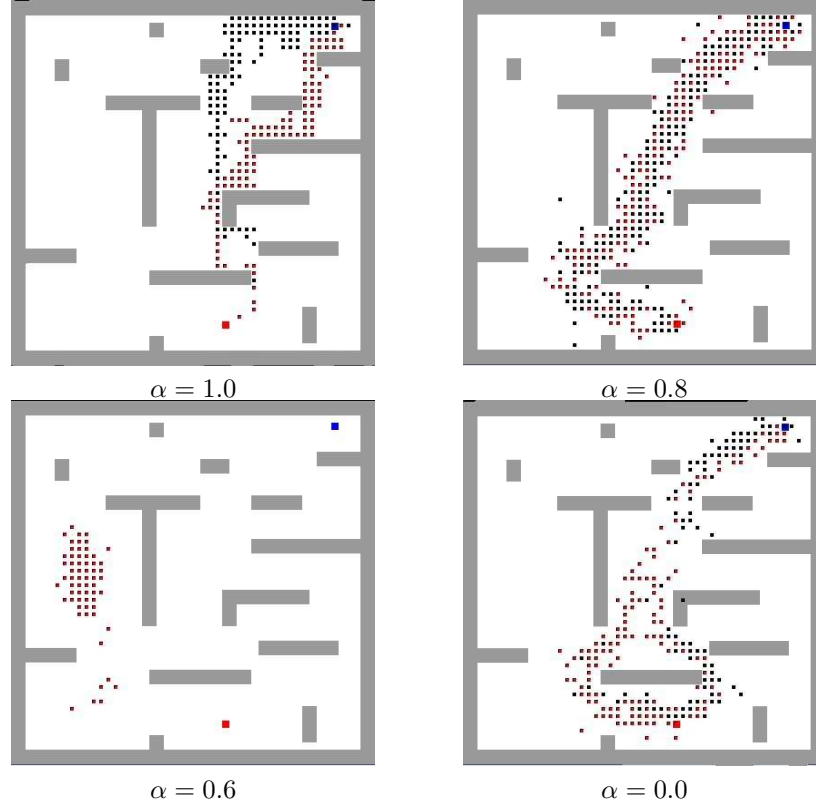 α = 1.0
α = 0.8
α = 0.6
α = 0.0